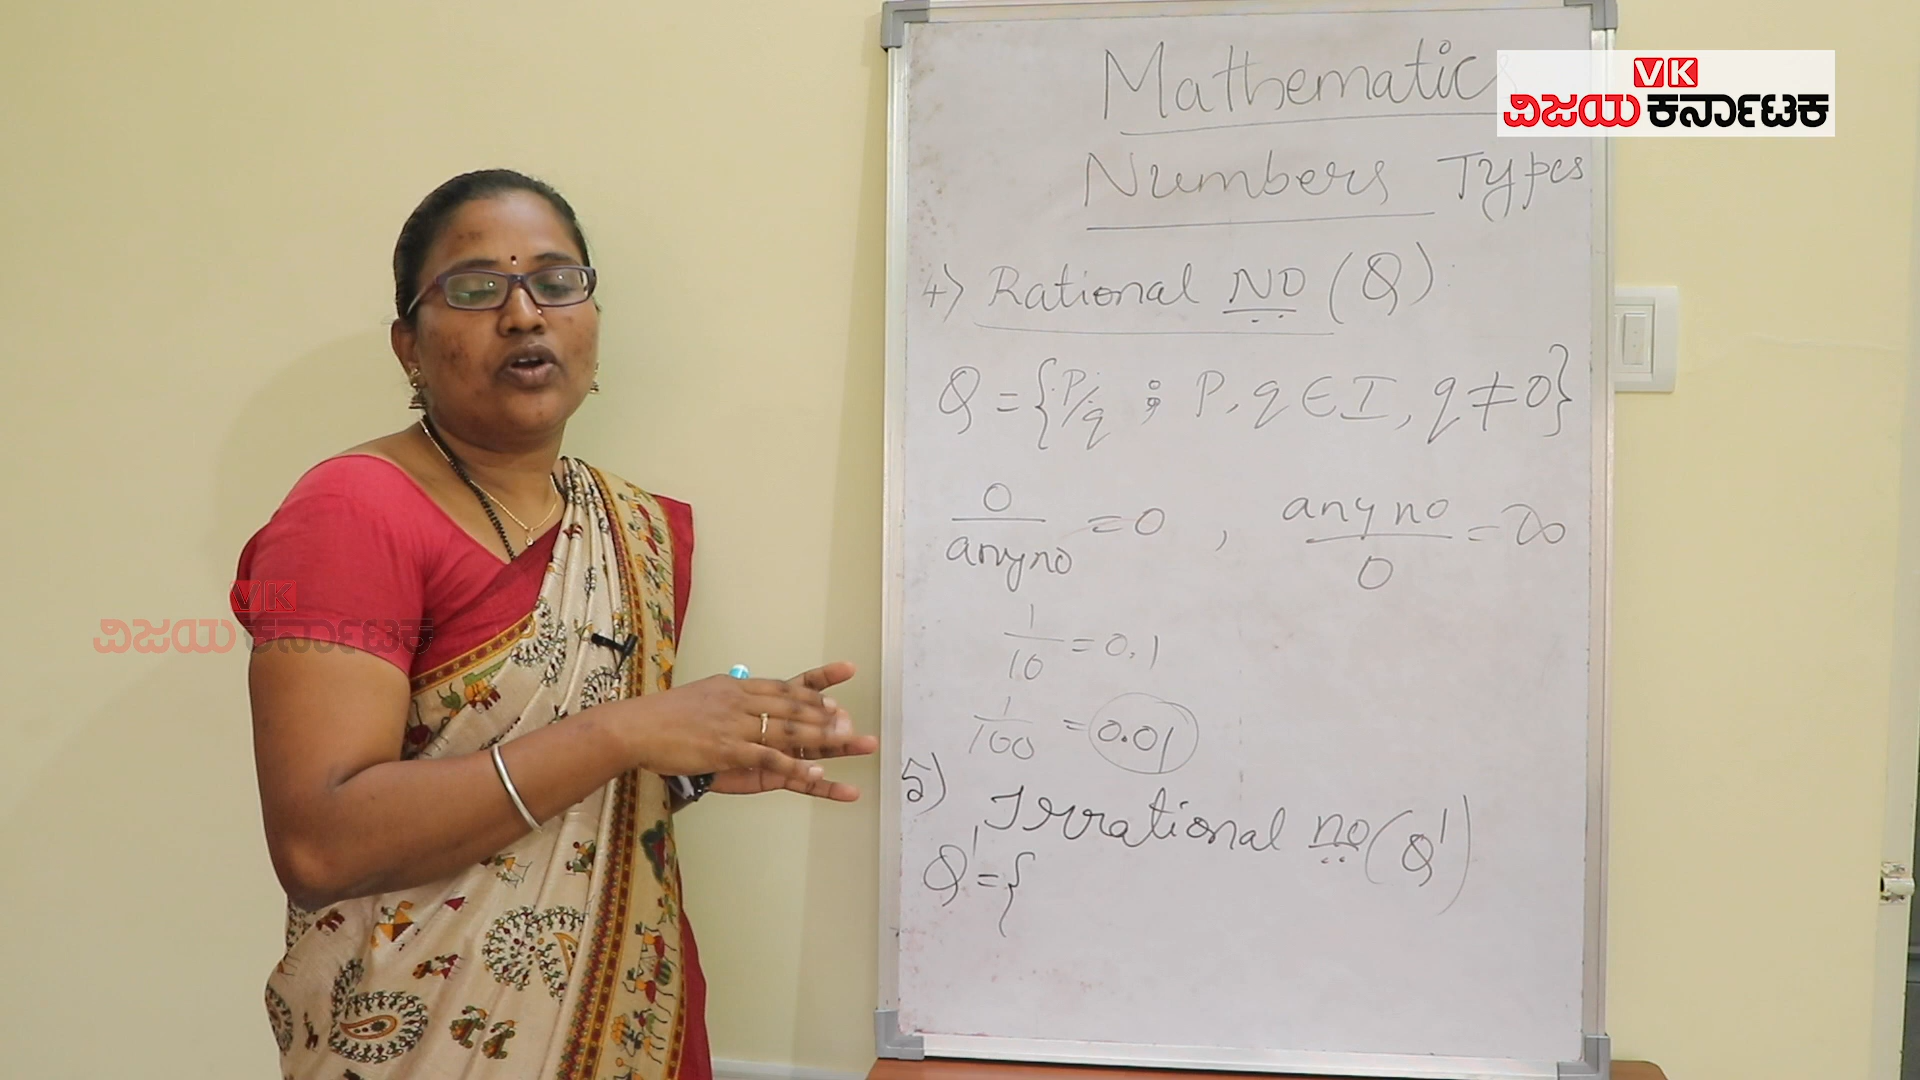 Mathematics
VK
ವಿಜಯ ಕರ್ನಾಟಕ
Numbers Types
4) Rational NO (Q)
Q = {P/q ; P, q ∈ I, q ≠ 0}
0/any no = 0 , any no/0 = ∞
1/10 = 0.1
1/100 = 0.01
5) Irrational no (Q')
Q' = {
VK
ವಿಜಯ ಕರ್ನಾಟಕ